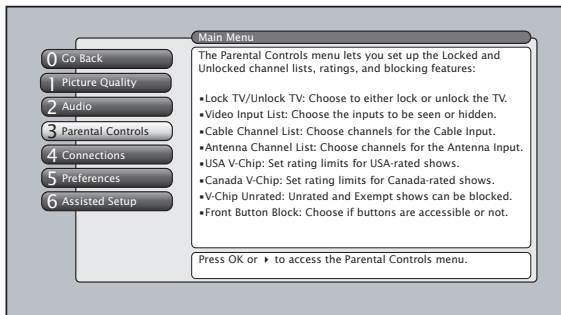 Main Menu
0 Go Back
1 Picture Quality
2 Audio
3 Parental Controls
4 Connections
5 Preferences
6 Assisted Setup
The Parental Controls menu lets you set up the Locked and
Unlocked channel lists, ratings, and blocking features:
▪Lock TV/Unlock TV: Choose to either lock or unlock the TV.
▪Video Input List: Choose the inputs to be seen or hidden.
▪Cable Channel List: Choose channels for the Cable Input.
▪Antenna Channel List: Choose channels for the Antenna Input.
▪USA V-Chip: Set rating limits for USA-rated shows.
▪Canada V-Chip: Set rating limits for Canada-rated shows.
▪V-Chip Unrated: Unrated and Exempt shows can be blocked.
▪Front Button Block: Choose if buttons are accessible or not.
Press OK or ▸ to access the Parental Controls menu.